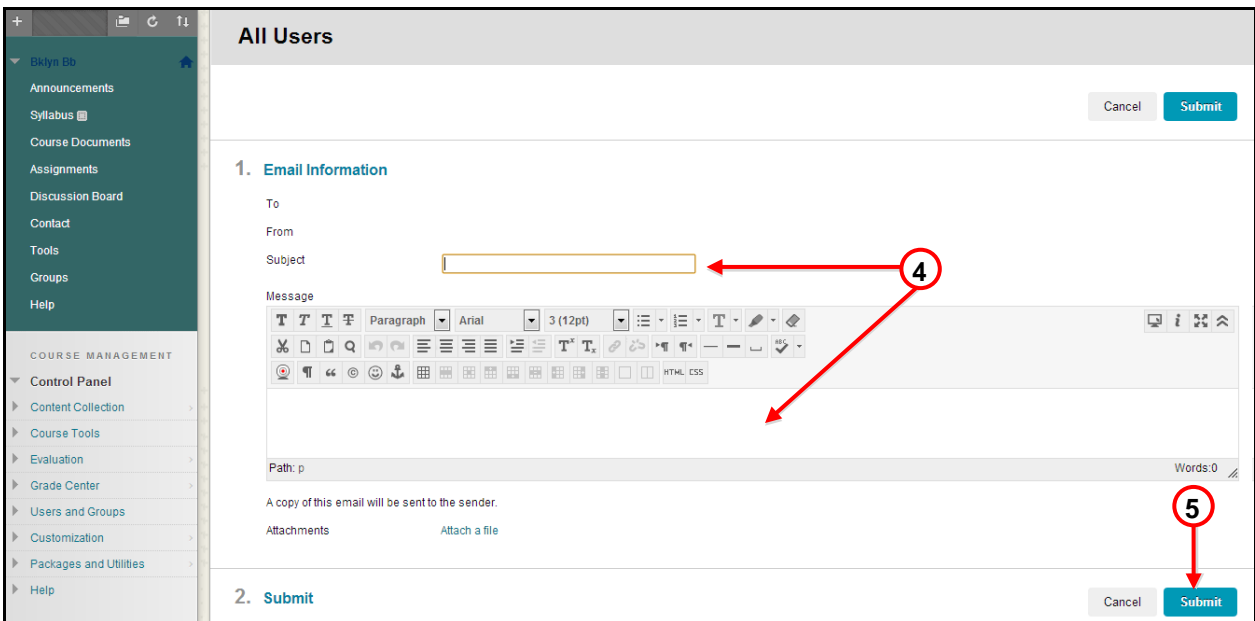 All Users
Bklyn Bb
Announcements
Syllabus
Course Documents
Assignments
Discussion Board
Contact
Tools
Groups
Help
COURSE MANAGEMENT
Control Panel
Content Collection
Course Tools
Evaluation
Grade Center
Users and Groups
Customization
Packages and Utilities
Help
Cancel Submit
1. Email Information
To
From
Subject
4
Message
T T T T Paragraph Arial 3 (12pt) T i
Tx Tx ABC
HTML CSS
Path: p Words:0
A copy of this email will be sent to the sender.
Attachments Attach a file
5
2. Submit
Cancel Submit